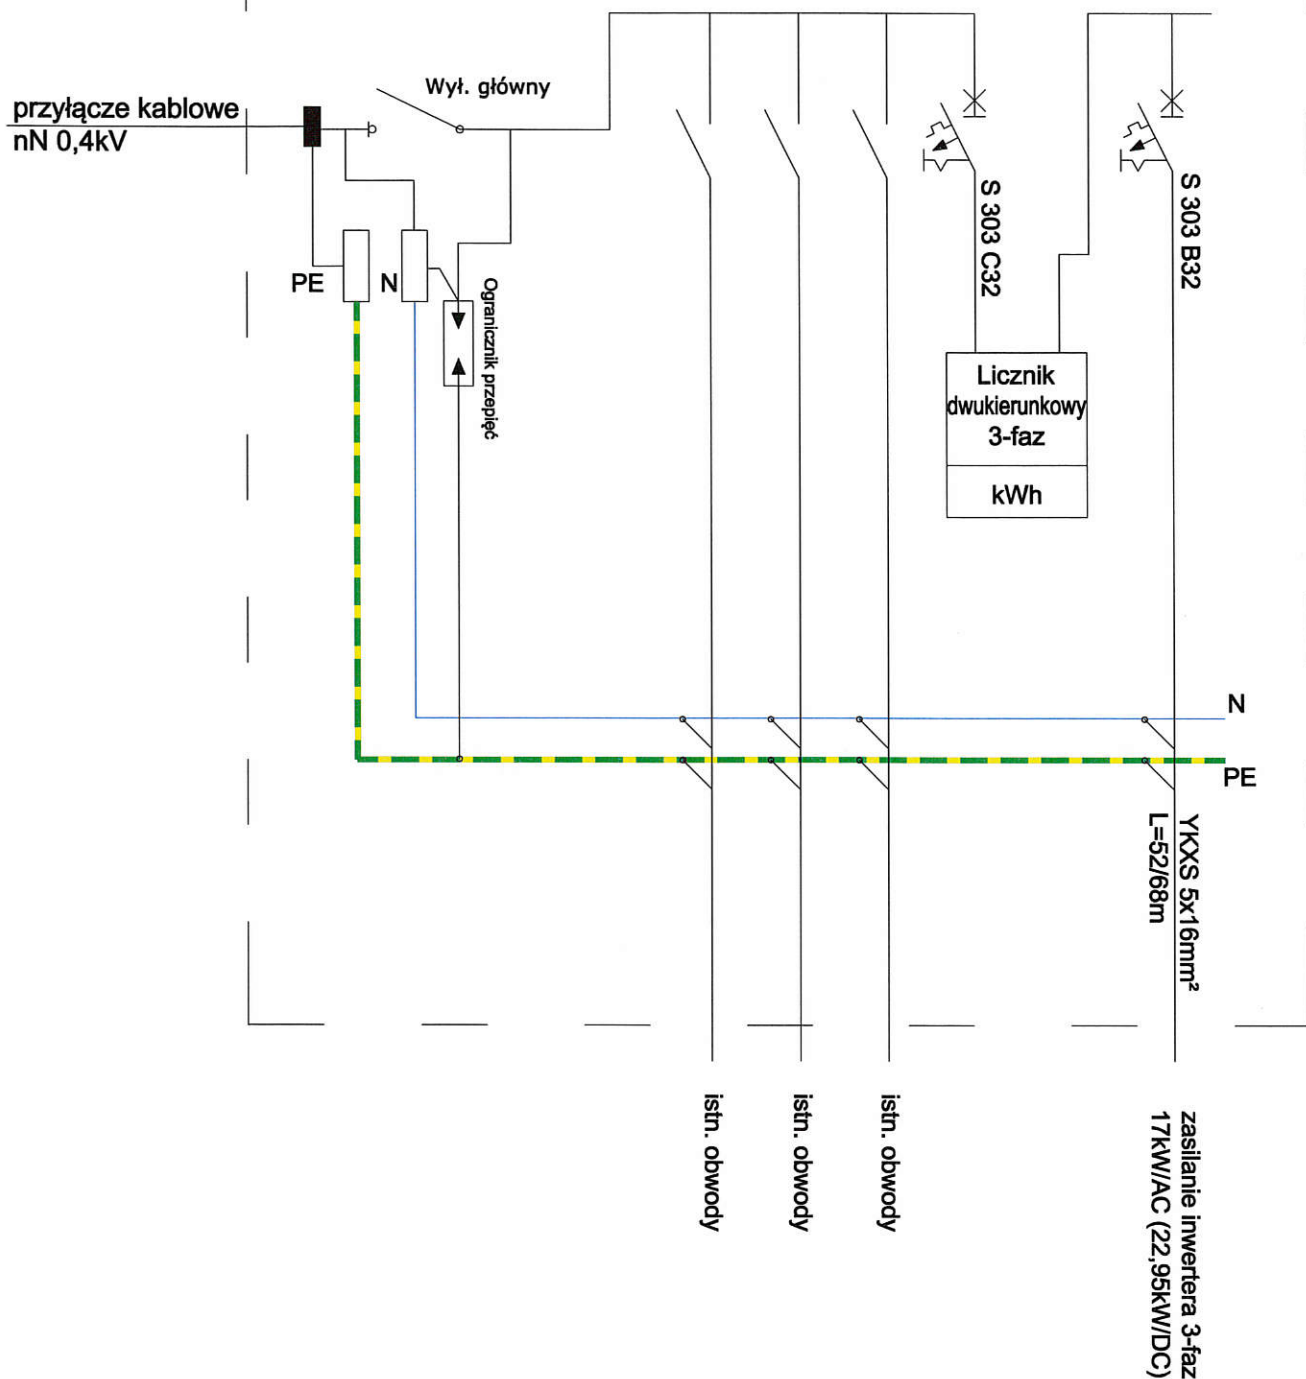 przyłącze kablowe
nN 0,4kV
Wył. główny
PE
N
Ogranicznik przepięć
S 303 C32
S 303 B32
Licznik
dwukierunkowy
3-faz
kWh
N
PE
YKXS 5x16mm²
L=52/68m
istn. obwody
istn. obwody
istn. obwody
zasilanie inwertera 3-faz
17kW/AC (22,95kW/DC)